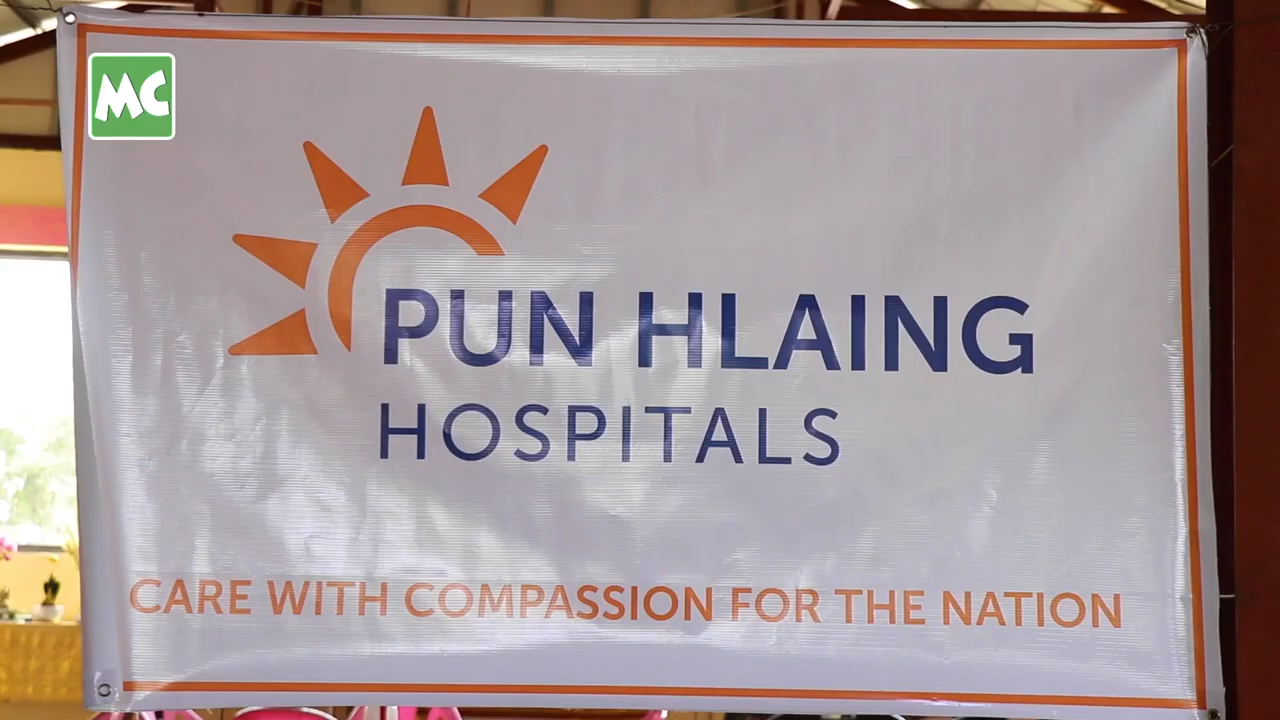 MC
PUN HLAING
HOSPITALS
CARE WITH COMPASSION FOR THE NATION